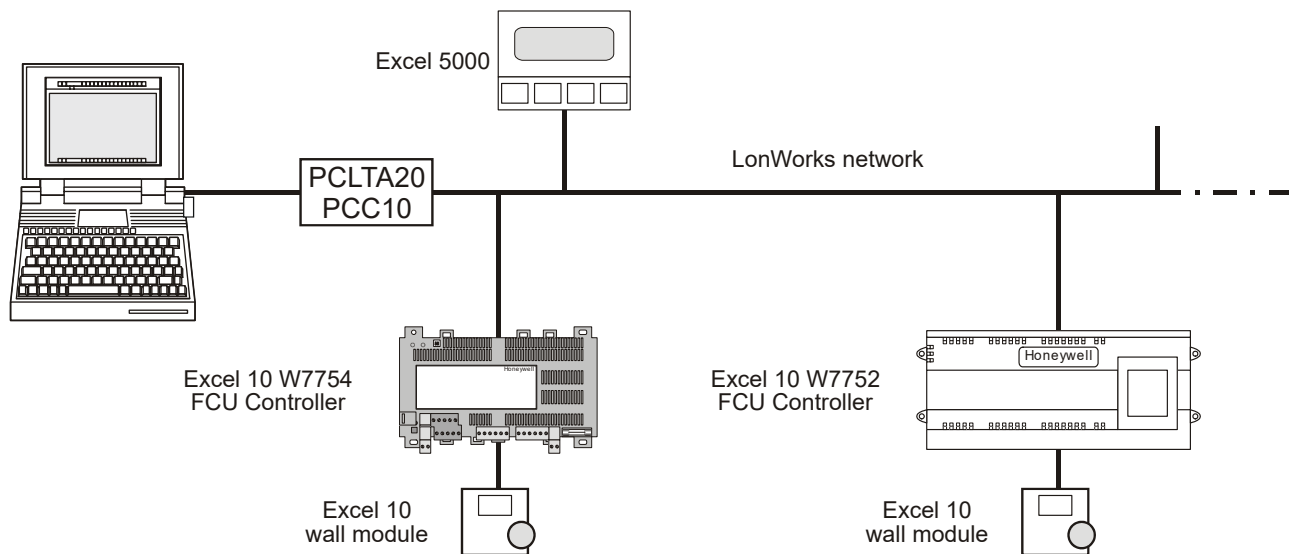 Excel 5000
LonWorks network
PCLTA20
PCC10
Honeywell
Honeywell
Excel 10 W7754
FCU Controller
Excel 10 W7752
FCU Controller
Excel 10
wall module
Excel 10
wall module